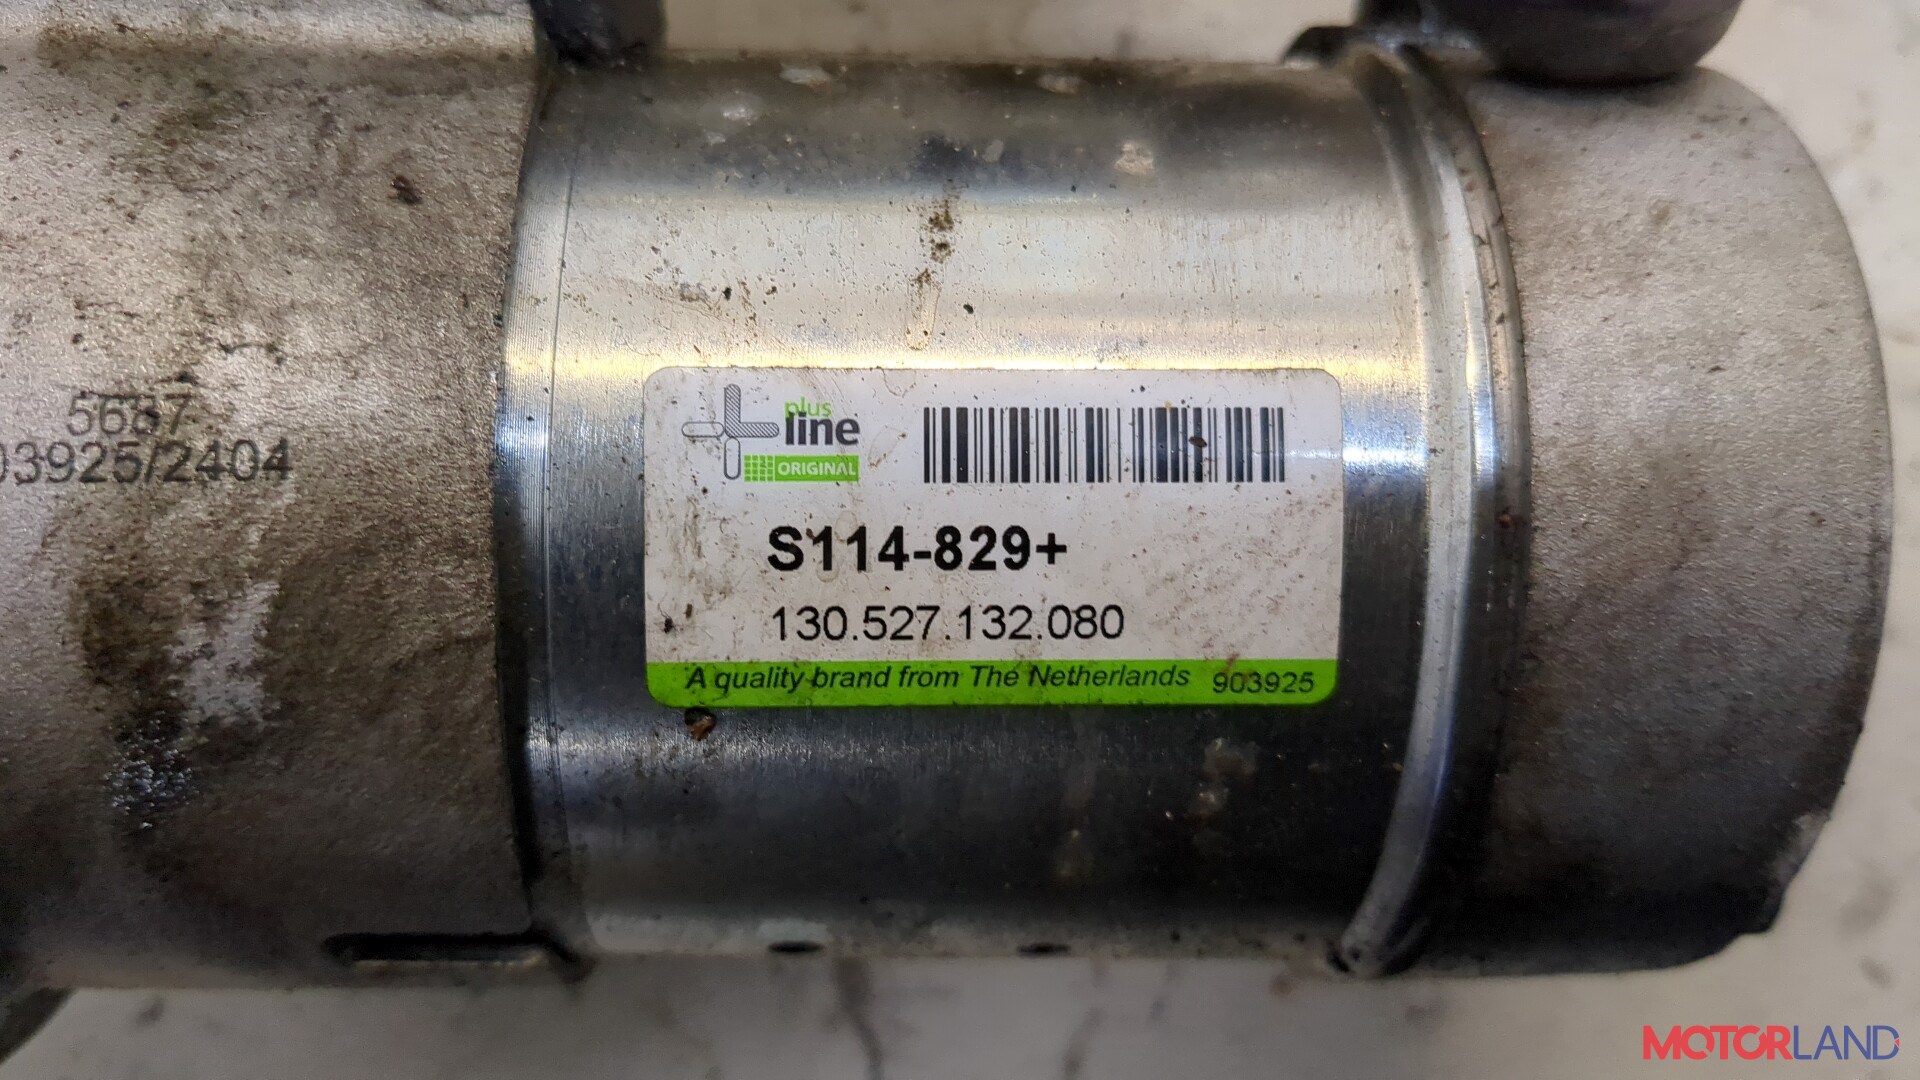 5687
03925/2404
plus
line
ORIGINAL
S114-829+
130.527.132.080
A quality brand from The Netherlands 903925
MOTORLAND